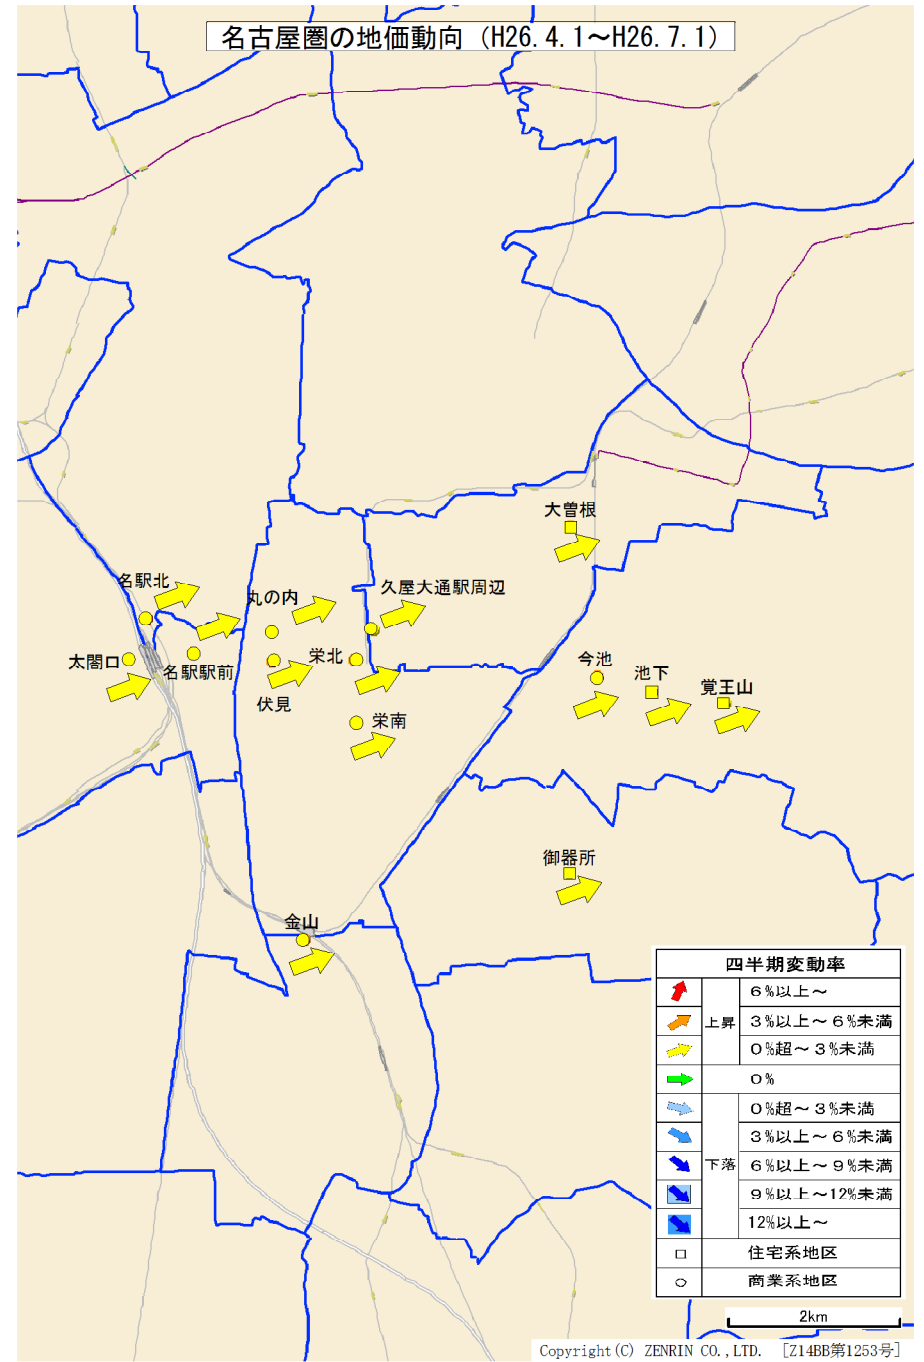 名古屋圏の地価動向（H26.4.1～H26.7.1）
大曽根
名駅北
丸の内
久屋大通駅周辺
太閤口
名駅駅前
栄北
今池
池下
覚王山
伏見
栄南
御器所
金山
四半期変動率
上昇
6%以上～
3%以上～6%未満
0%超～3%未満
0%
下落
0%超～3%未満
3%以上～6%未満
6%以上～9%未満
9%以上～12%未満
12%以上～
住宅系地区
商業系地区
2km
Copyright(C) ZENRIN CO.,LTD. [Z14BB第1253号]